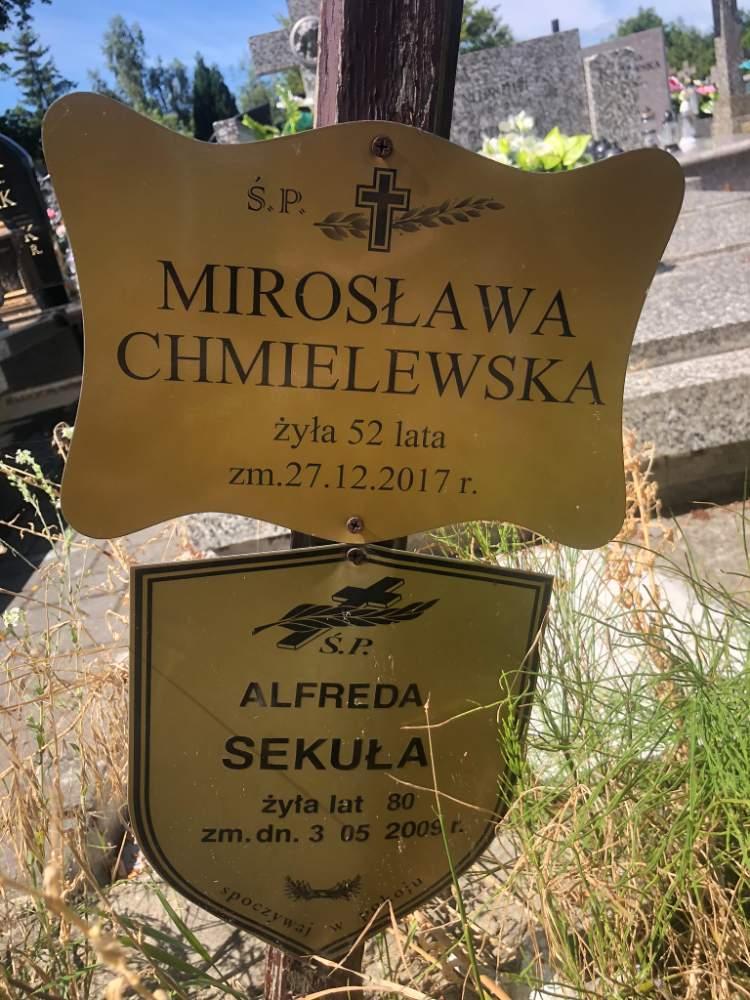 Ś.P.
MIROSŁAWA
CHMIELEWSKA
żyła 52 lata
zm.27.12.2017 r.
Ś.P.
ALFREDA
SEKUŁA
żyła lat 80
zm. dn. 3 05 2009 r.
spoczywaj w pokoju